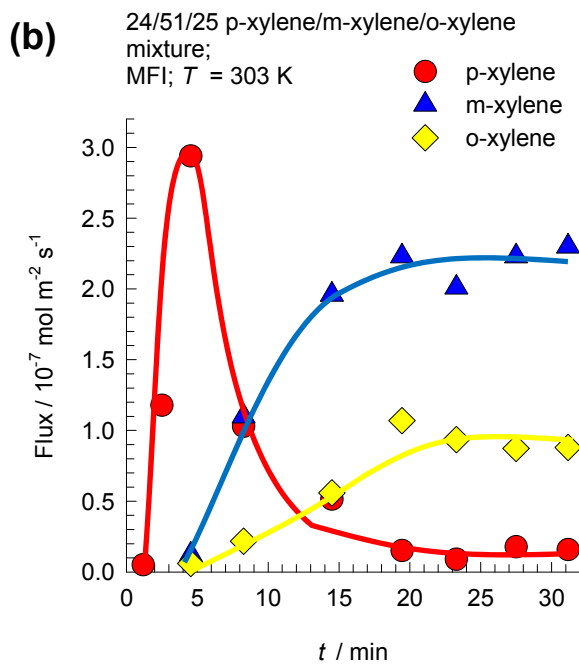 (b)
24/51/25 p-xylene/m-xylene/o-xylene
mixture;
MFI; T = 303 K
p-xylene
m-xylene
o-xylene
Flux / 10⁻⁷ mol m⁻² s⁻¹
3.0
2.5
2.0
1.5
1.0
0.5
0.0
0 5 10 15 20 25 30
t / min